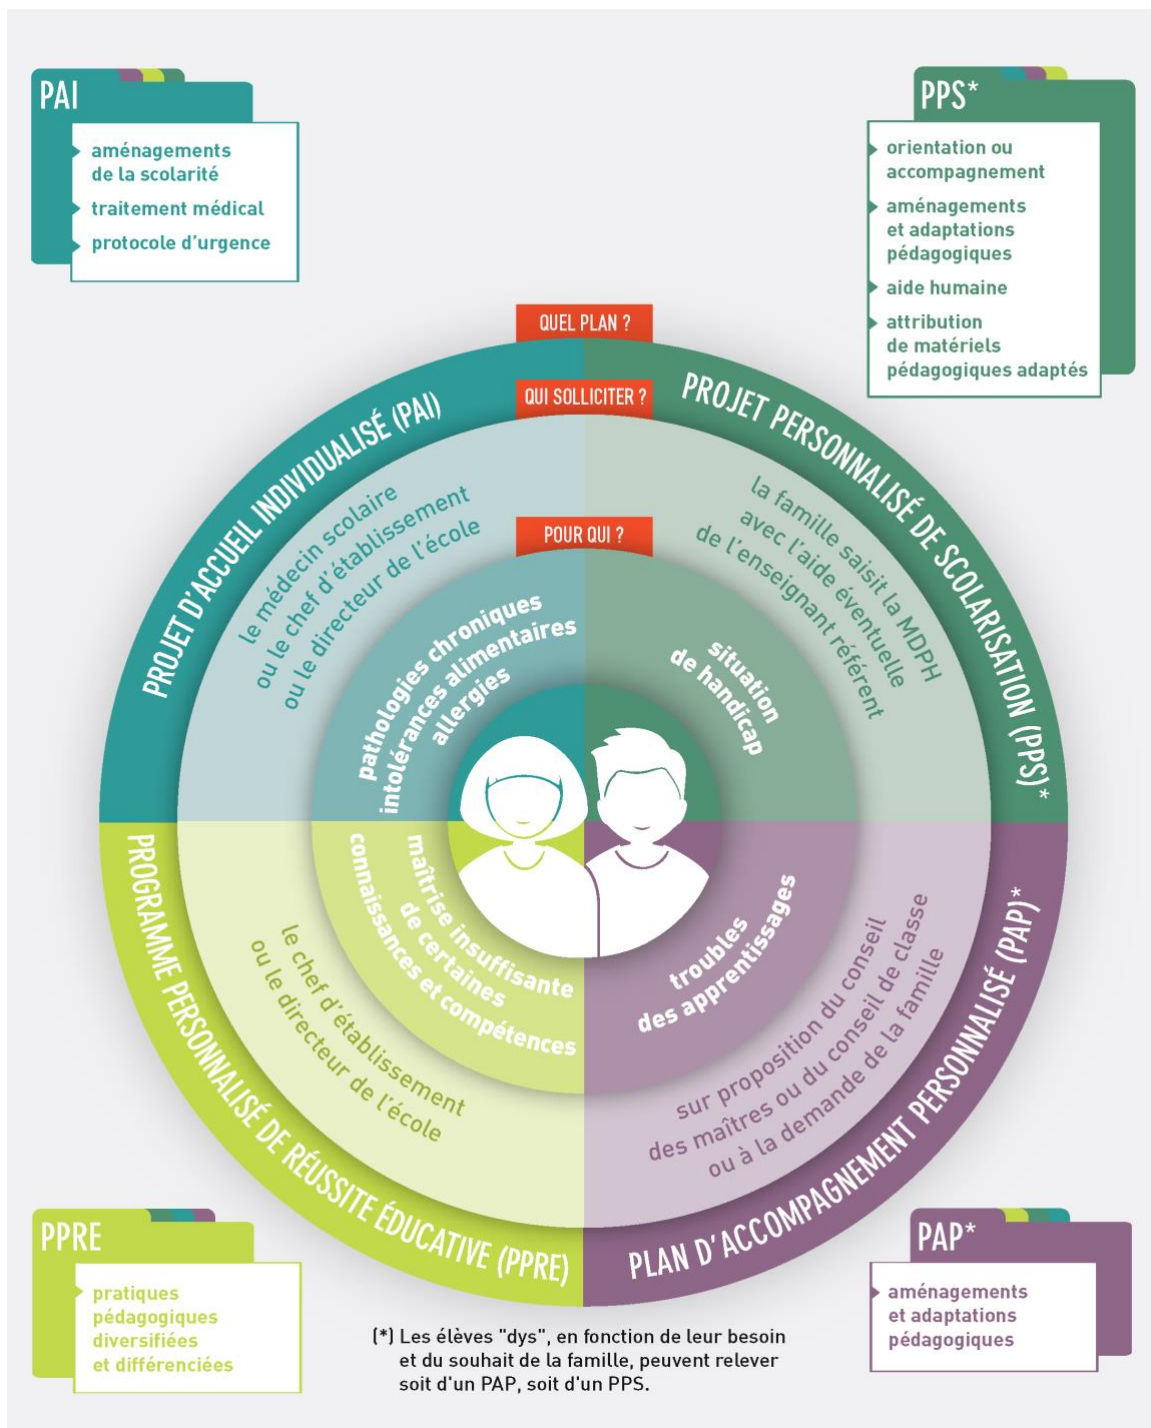 PAI
aménagements
de la scolarité
traitement médical
protocole d'urgence
PPS*
orientation ou
accompagnement
aménagements
et adaptations
pédagogiques
aide humaine
attribution
de matériels
pédagogiques adaptés
QUEL PLAN ?
QUI SOLLICITER ?
POUR QUI ?
PROJET D'ACCUEIL INDIVIDUALISÉ (PAI)
le médecin scolaire
ou le chef d'établissement
ou le directeur de l'école
pathologies chroniques
intolérances alimentaires
allergies
PROJET PERSONNALISÉ DE SCOLARISATION (PPS)*
la famille saisit la MDPH
avec l'aide éventuelle
de l'enseignant référent
situation
de handicap
PROGRAMME PERSONNALISÉ DE RÉUSSITE ÉDUCATIVE (PPRE)
le chef d'établissement
ou le directeur de l'école
maîtrise insuffisante
de certaines
connaissances et compétences
PLAN D'ACCOMPAGNEMENT PERSONNALISÉ (PAP)*
sur proposition du conseil
des maîtres ou du conseil de classe
ou à la demande de la famille
troubles
des apprentissages
PPRE
pratiques
pédagogiques
diversifiées
et différenciées
PAP*
aménagements
et adaptations
pédagogiques
(*) Les élèves "dys", en fonction de leur besoin
et du souhait de la famille, peuvent relever
soit d'un PAP, soit d'un PPS.